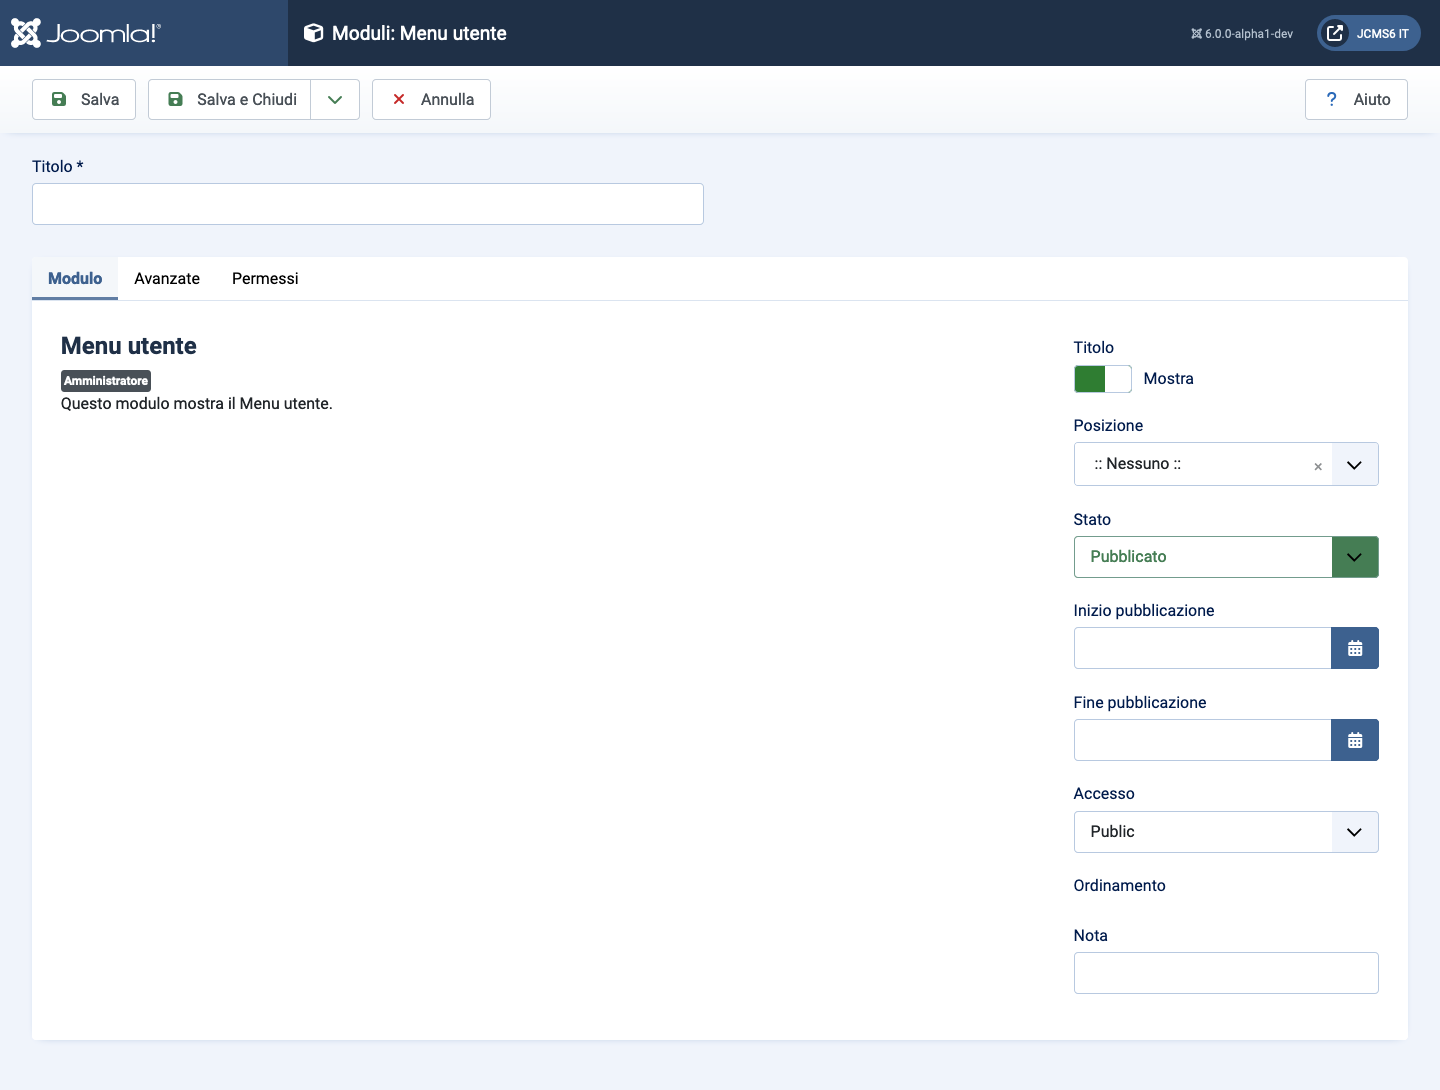 Joomla!®
Moduli: Menu utente
6.0.0-alpha1-dev
JCMS6 IT
Salva
Salva e Chiudi
Annulla
? Aiuto
Titolo *
Modulo
Avanzate
Permessi
Menu utente
Amministratore
Questo modulo mostra il Menu utente.
Titolo
Mostra
Posizione
:: Nessuno :: ×
Stato
Pubblicato
Inizio pubblicazione
Fine pubblicazione
Accesso
Public
Ordinamento
Nota